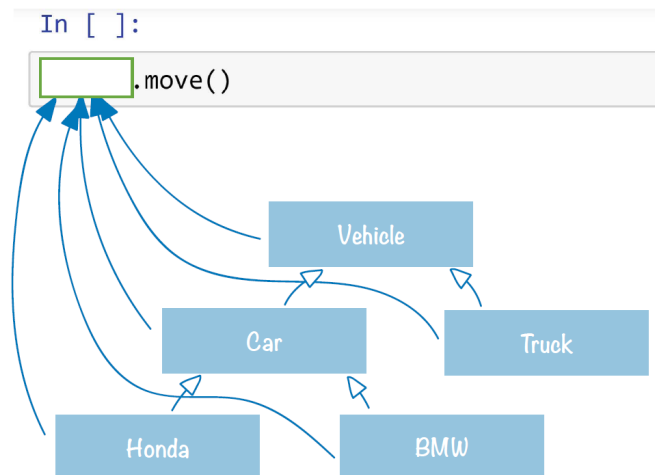 In [ ]:
.move()
Vehicle
Car
Truck
Honda
BMW